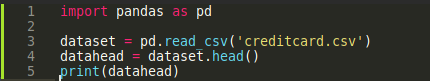 1 import pandas as pd
2
3 dataset = pd.read_csv('creditcard.csv')
4 datahead = dataset.head()
5 print(datahead)